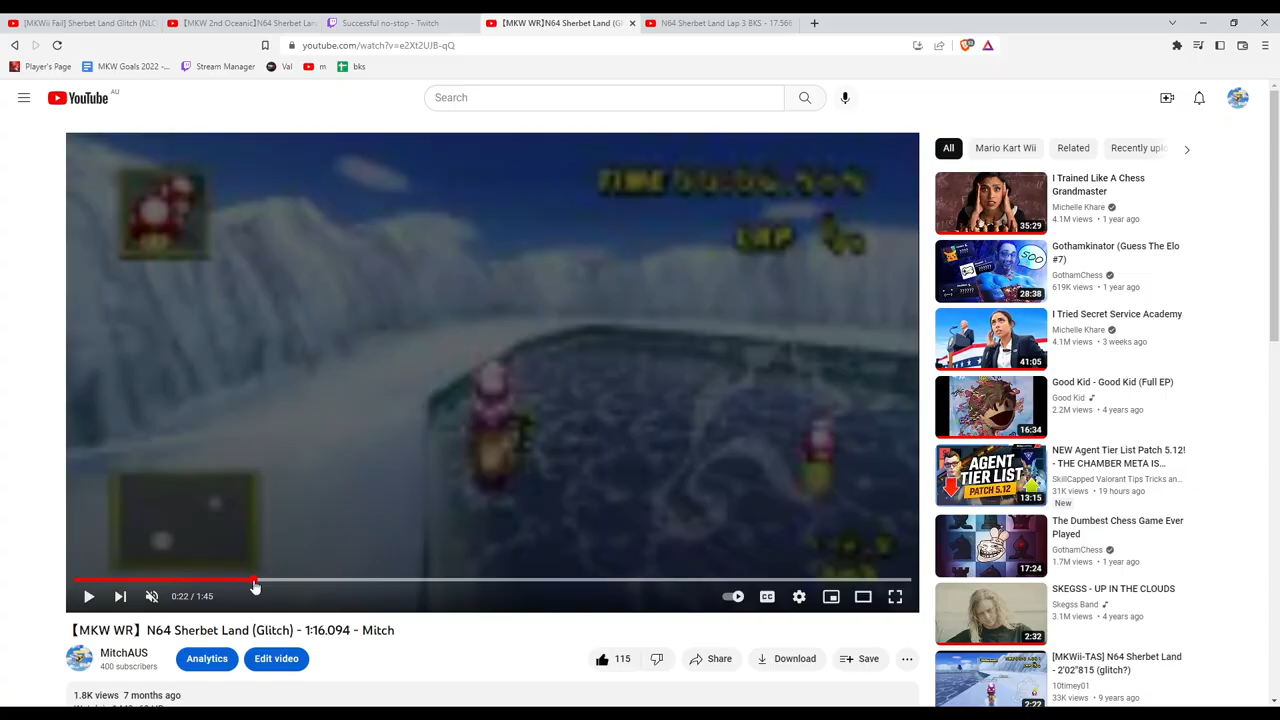 [MKWii Fail] Sherbet Land Glitch (NLC
【MKW 2nd Oceanic】N64 Sherbet Lan
Successful no-stop - Twitch
【MKW WR】N64 Sherbet Land (Gl
N64 Sherbet Land Lap 3 BKS - 17.566
youtube.com/watch?v=e2Xt2UJB-qQ
Player's Page
MKW Goals 2022 -...
Stream Manager
Val
m
bks
YouTube AU
Search
All
Mario Kart Wii
Related
Recently uplo
I Trained Like A Chess
Grandmaster
Michelle Khare
4.1M views • 1 year ago
35:29
Gothamkinator (Guess The Elo
#7)
GothamChess
619K views • 1 year ago
28:38
I Tried Secret Service Academy
Michelle Khare
4.1M views • 3 weeks ago
41:05
Good Kid - Good Kid (Full EP)
Good Kid
2.2M views • 4 years ago
16:34
NEW Agent Tier List Patch 5.12!
- THE CHAMBER META IS...
SkillCapped Valorant Tips Tricks an...
31K views • 19 hours ago
New
AGENT
TIER LIST
PATCH 5.12
13:15
The Dumbest Chess Game Ever
Played
GothamChess
1.7M views • 1 year ago
17:24
SKEGSS - UP IN THE CLOUDS
Skegss Band
3.1M views • 4 years ago
2:32
[MKWii-TAS] N64 Sherbet Land
- 2'02"815 (glitch?)
10timey01
33K views • 9 years ago
2:22
0:22 / 1:45
【MKW WR】N64 Sherbet Land (Glitch) - 1:16.094 - Mitch
MitchAUS
400 subscribers
Analytics
Edit video
115
Share
Download
Save
1.8K views 7 months ago